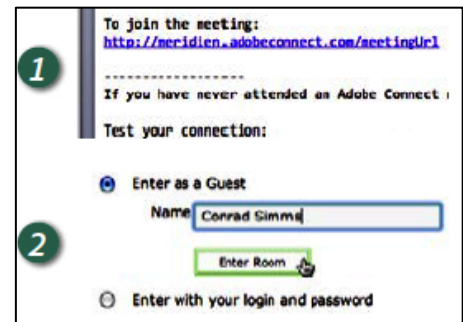 To join the meeting:
http://meridien.adobeconnect.com/meetingUrl
1
------------------
If you have never attended an Adobe Connect
Test your connection:
Enter as a Guest
Name Conrad Simms
2
Enter Room
Enter with your login and password